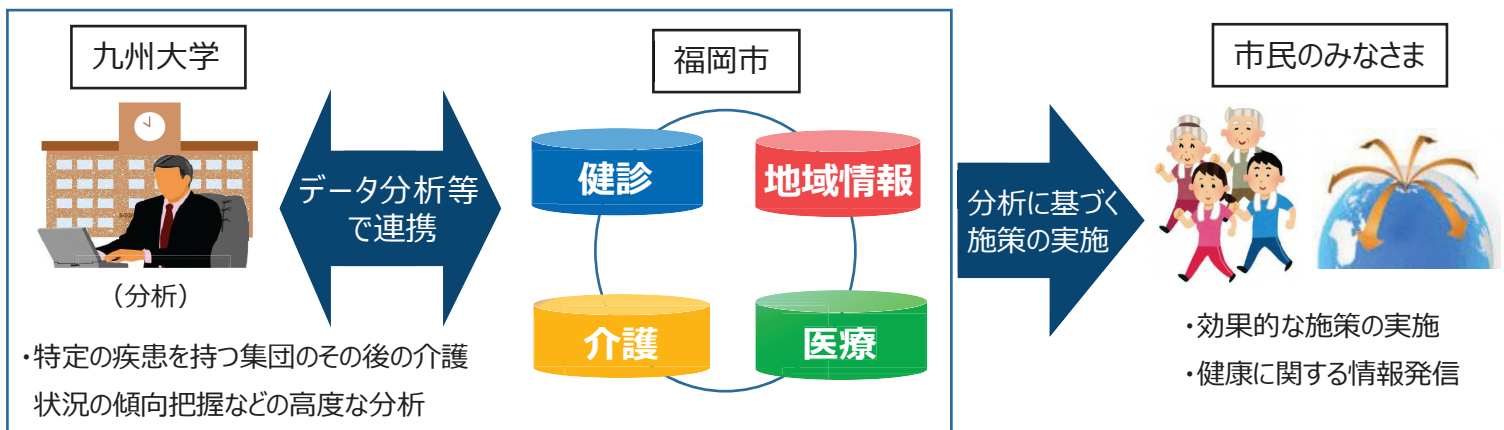 九州大学
福岡市
市民のみなさま
データ分析等
で連携
健診
地域情報
介護
医療
分析に基づく
施策の実施
（分析）
・特定の疾患を持つ集団のその後の介護
状況の傾向把握などの高度な分析
・効果的な施策の実施
・健康に関する情報発信